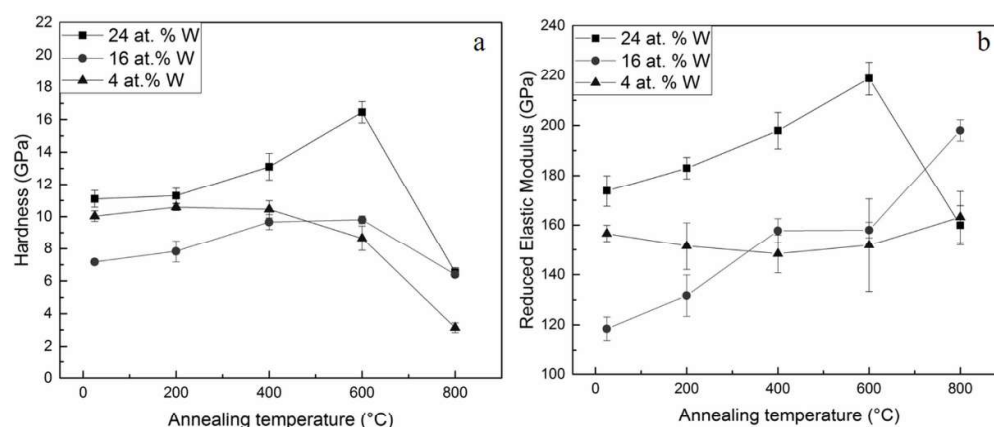 22
20
18
16
14
12
10
8
6
4
2
0
Hardness (GPa)
24 at. % W
16 at.% W
4 at.% W
a
0 200 400 600 800
Annealing temperature (°C)
240
220
200
180
160
140
120
100
Reduced Elastic Modulus (GPa)
24 at. % W
16 at. % W
4 at. % W
b
0 200 400 600 800
Annealing temperature (°C)